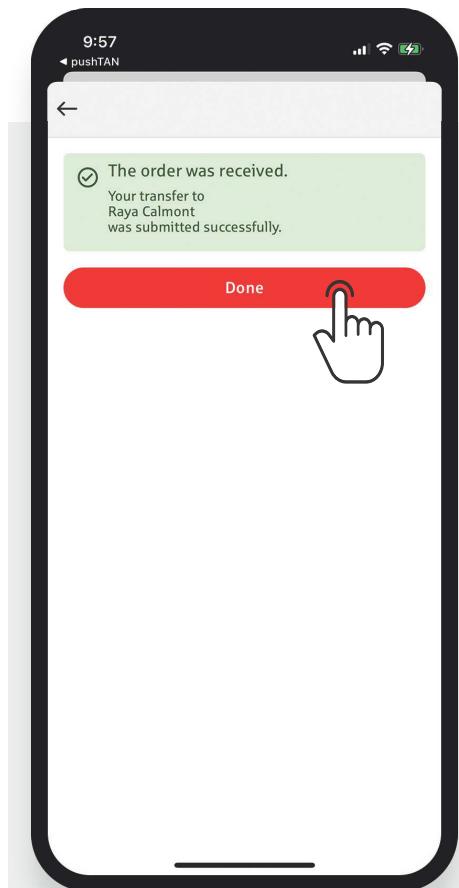 9:57
◀ pushTAN
The order was received.
Your transfer to
Raya Calmont
was submitted successfully.
Done